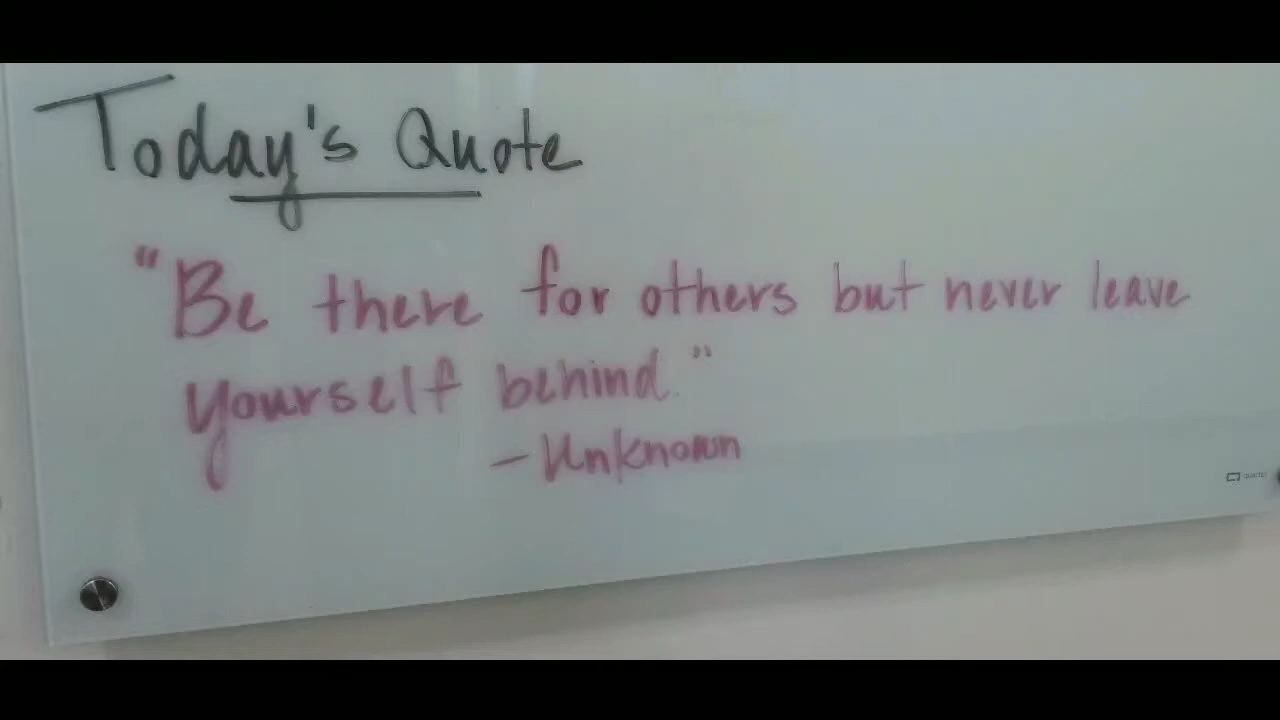 Today's Quote
"Be there for others but never leave
yourself behind."
- Unknown